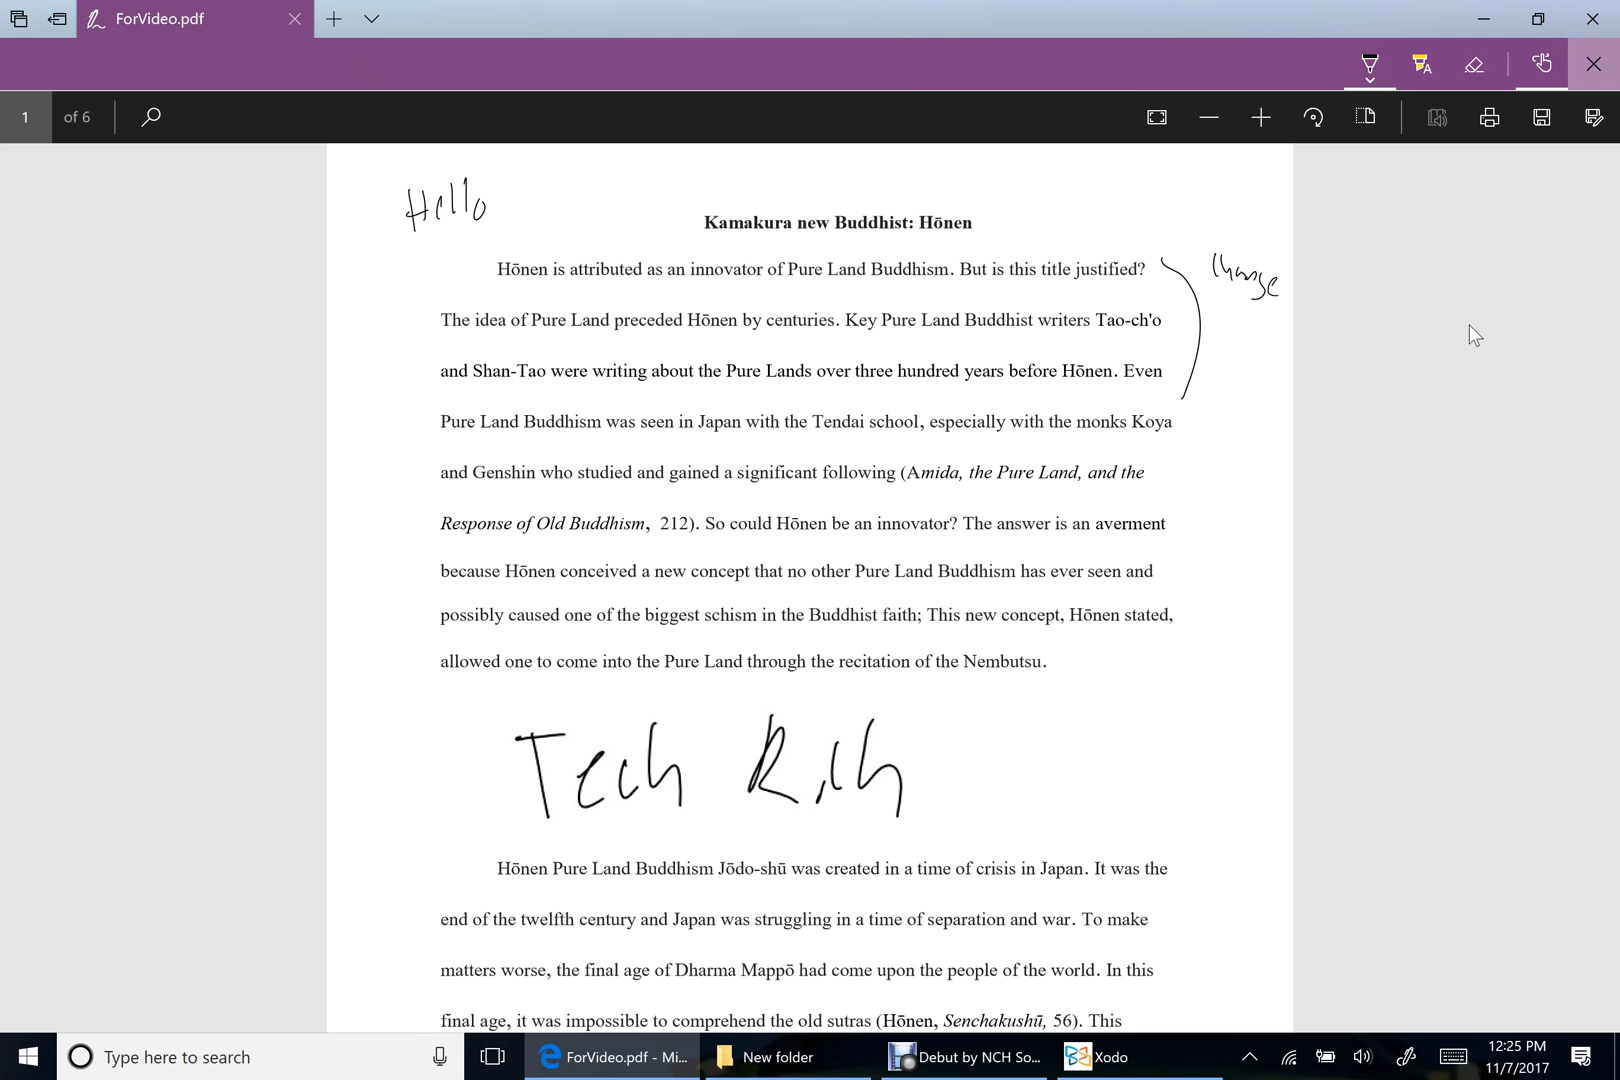 ForVideo.pdf
1 of 6
Hello
Kamakura new Buddhist: Hōnen
Hōnen is attributed as an innovator of Pure Land Buddhism. But is this title justified?
Change
The idea of Pure Land preceded Hōnen by centuries. Key Pure Land Buddhist writers Tao-ch'o
and Shan-Tao were writing about the Pure Lands over three hundred years before Hōnen. Even
Pure Land Buddhism was seen in Japan with the Tendai school, especially with the monks Koya
and Genshin who studied and gained a significant following (Amida, the Pure Land, and the
Response of Old Buddhism, 212). So could Hōnen be an innovator? The answer is an averment
because Hōnen conceived a new concept that no other Pure Land Buddhism has ever seen and
possibly caused one of the biggest schism in the Buddhist faith; This new concept, Hōnen stated,
allowed one to come into the Pure Land through the recitation of the Nembutsu.
Tech Rich
Hōnen Pure Land Buddhism Jōdo-shū was created in a time of crisis in Japan. It was the
end of the twelfth century and Japan was struggling in a time of separation and war. To make
matters worse, the final age of Dharma Mappō had come upon the people of the world. In this
final age, it was impossible to comprehend the old sutras (Hōnen, Senchakushū, 56). This
Type here to search
ForVideo.pdf - Mi...
New folder
Debut by NCH So...
Xodo
12:25 PM
11/7/2017